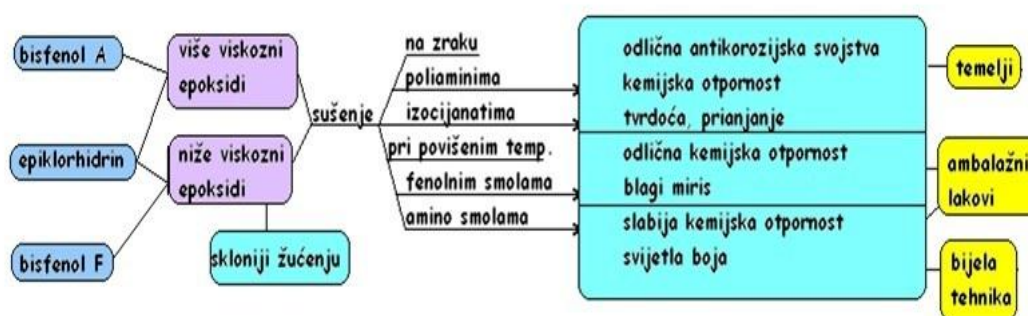 bisfenol A
epiklorhidrin
bisfenol F
više viskozni
epoksidi
niže viskozni
epoksidi
skloniji žućenju
sušenje
na zraku
poliaminima
izocijanatima
pri povišenim temp.
fenolnim smolama
amino smolama
odlična antikorozijska svojstva
kemijska otpornost
tvrdoća, prianjanje
odlična kemijska otpornost
blagi miris
slabija kemijska otpornost
svijetla boja
temelji
ambalažni
lakovi
bijela
tehnika